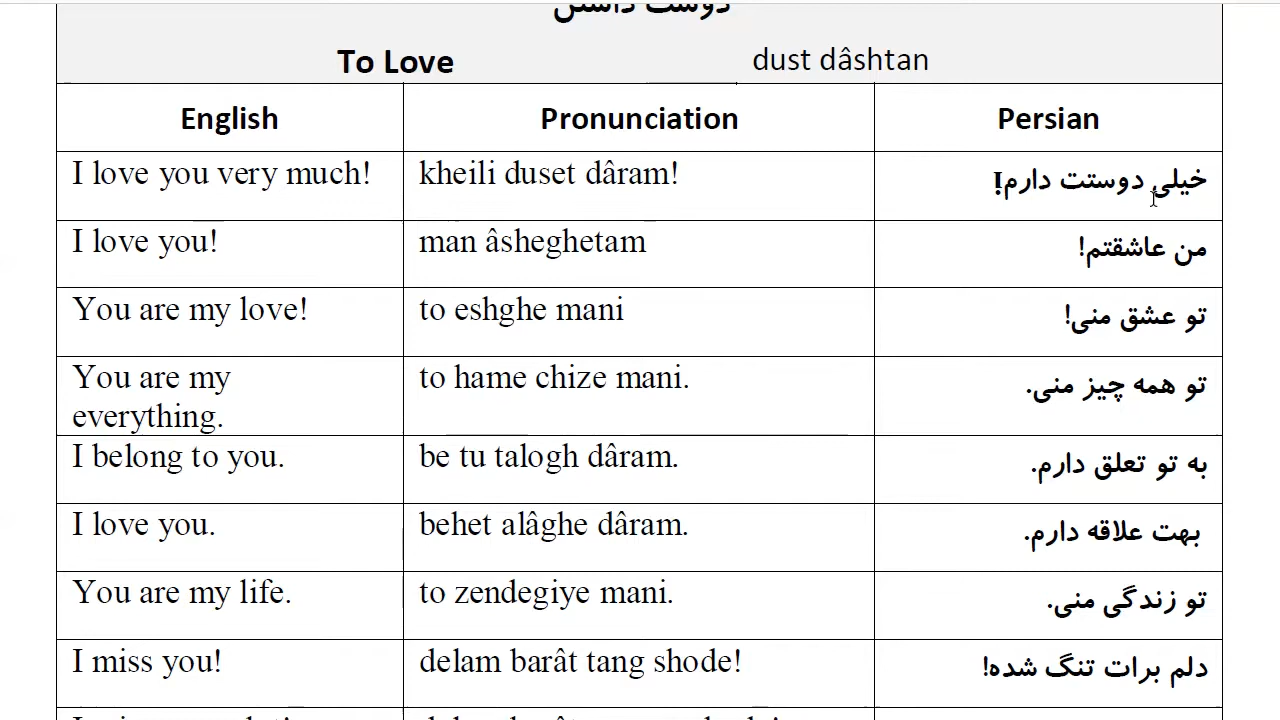 دوست داشتن
To Love dust dâshtan
English Pronunciation Persian
I love you very much! kheili duset dâram! خیلی دوستت دارم!
I love you! man âsheghetam من عاشقتم!
You are my love! to eshghe mani تو عشق منی!
You are my to hame chize mani. تو همه چیز منی.
everything.
I belong to you. be tu talogh dâram. به تو تعلق دارم.
I love you. behet alâghe dâram. بهت علاقه دارم.
You are my life. to zendegiye mani. تو زندگی منی.
I miss you! delam barât tang shode! دلم برات تنگ شده!